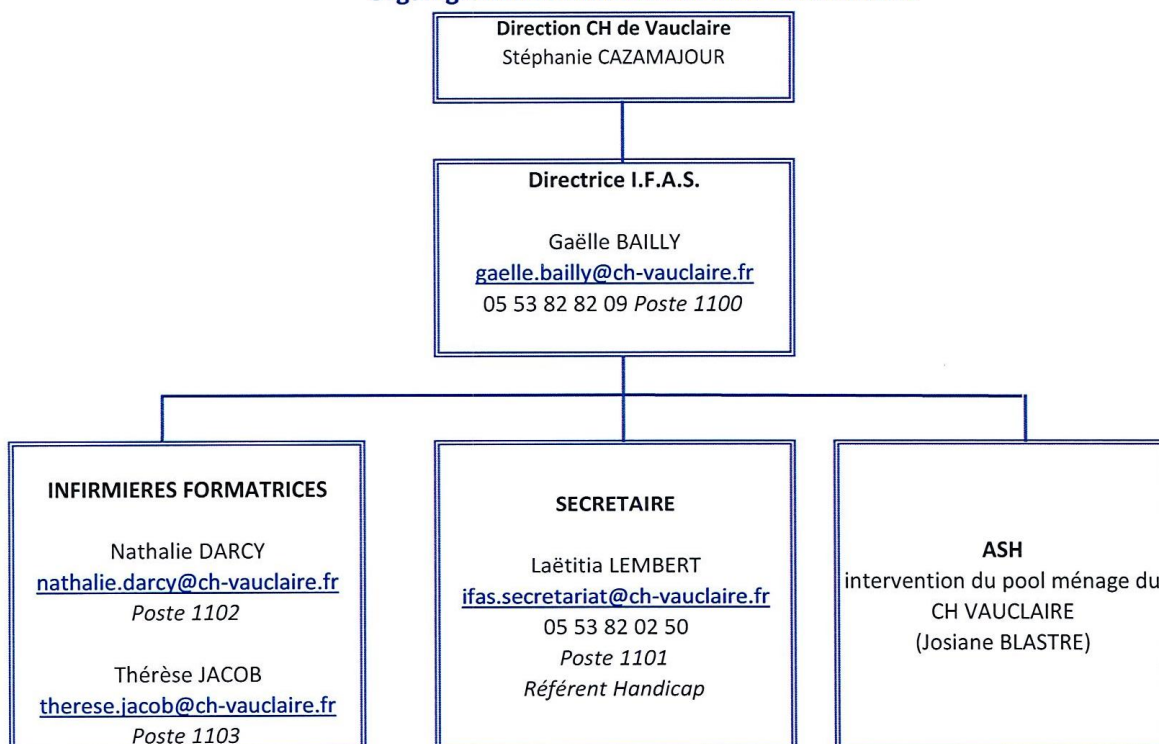 Direction CH de Vauclaire
Stéphanie CAZAMAJOUR
Directrice I.F.A.S.
Gaëlle BAILLY
gaelle.bailly@ch-vauclaire.fr
05 53 82 82 09 Poste 1100
INFIRMIERES FORMATRICES
Nathalie DARCY
nathalie.darcy@ch-vauclaire.fr
Poste 1102
Thérèse JACOB
therese.jacob@ch-vauclaire.fr
Poste 1103
SECRETAIRE
Laëtitia LEMBERT
ifas.secretariat@ch-vauclaire.fr
05 53 82 02 50
Poste 1101
Référent Handicap
ASH
intervention du pool ménage du
CH VAUCLAIRE
(Josiane BLASTRE)